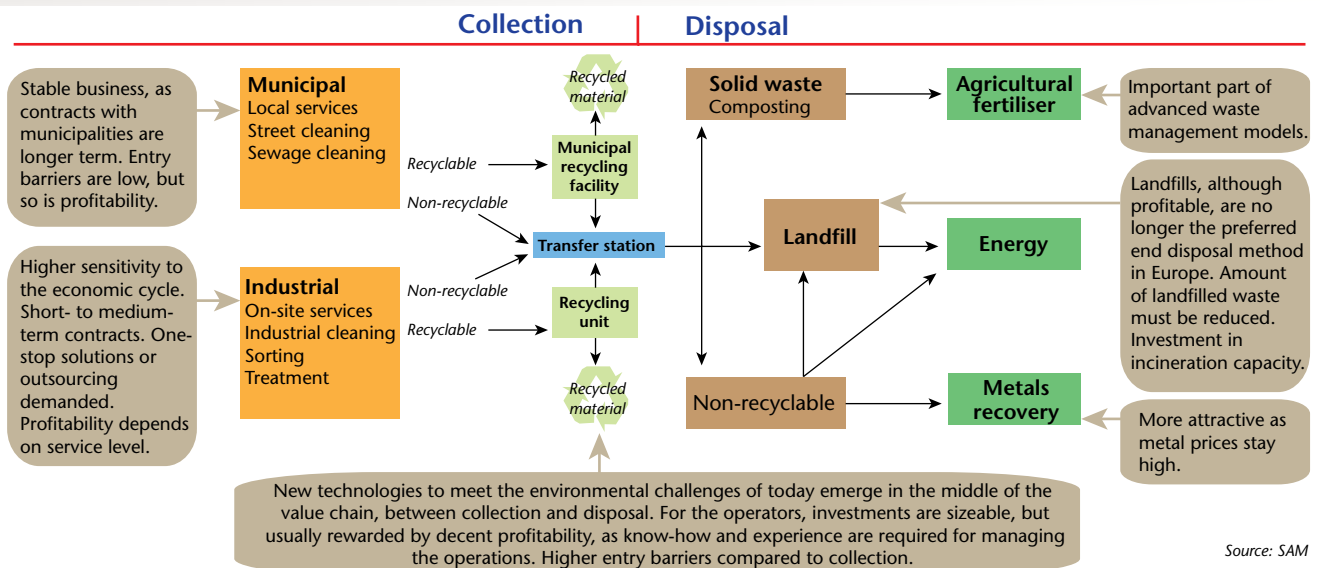 Collection
Disposal
Stable business, as
contracts with
municipalities are
longer term. Entry
barriers are low, but
so is profitability.
Higher sensitivity to
the economic cycle.
Short- to medium-
term contracts. One-
stop solutions or
outsourcing
demanded.
Profitability depends
on service level.
Municipal
Local services
Street cleaning
Sewage cleaning
Industrial
On-site services
Industrial cleaning
Sorting
Treatment
Recyclable
Non-recyclable
Non-recyclable
Recyclable
Recycled
material
Municipal
recycling
facility
Transfer station
Recycling
unit
Recycled
material
Solid waste
Composting
Landfill
Non-recyclable
Agricultural
fertiliser
Energy
Metals
recovery
Important part of
advanced waste
management models.
Landfills, although
profitable, are no
longer the preferred
end disposal method
in Europe. Amount
of landfilled waste
must be reduced.
Investment in
incineration capacity.
More attractive as
metal prices stay
high.
New technologies to meet the environmental challenges of today emerge in the middle of the
value chain, between collection and disposal. For the operators, investments are sizeable, but
usually rewarded by decent profitability, as know-how and experience are required for managing
the operations. Higher entry barriers compared to collection.
Source: SAM